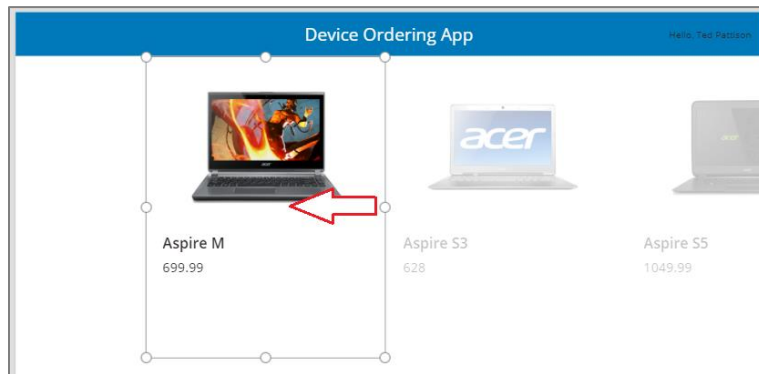 Device Ordering App
Hello, Ted Pattison
acer
Aspire M
699.99
Aspire S3
628
Aspire S5
1049.99